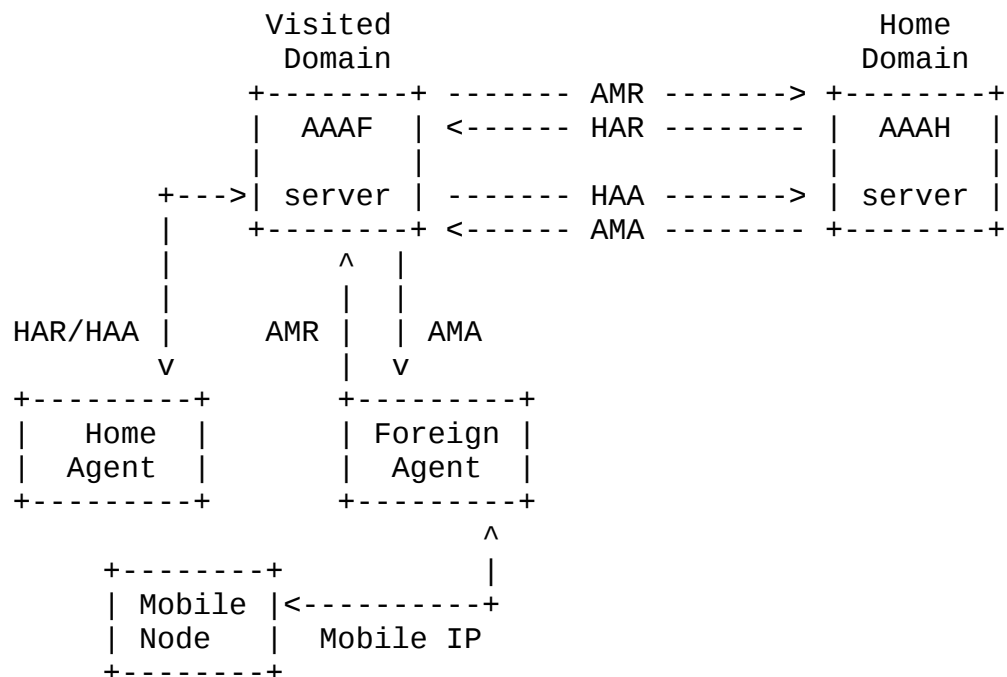 Visited                           Home
                  Domain                          Domain
                +--------+ ------- AMR -------> +--------+
                |  AAAF  | <------ HAR -------- |  AAAH  |
                |        |                      |        |
           +--->| server | ------- HAA -------> | server |
           |    +--------+ <------ AMA -------- +--------+
           |         ^  |
           |         |  |
  HAR/HAA  |     AMR |  | AMA
           v         |  v
  +---------+       +---------+
  |   Home  |       | Foreign |
  |  Agent  |       |  Agent  |
  +---------+       +---------+
                            ^
       +--------+           |
       | Mobile |<----------+
       | Node   |  Mobile IP
       +--------+